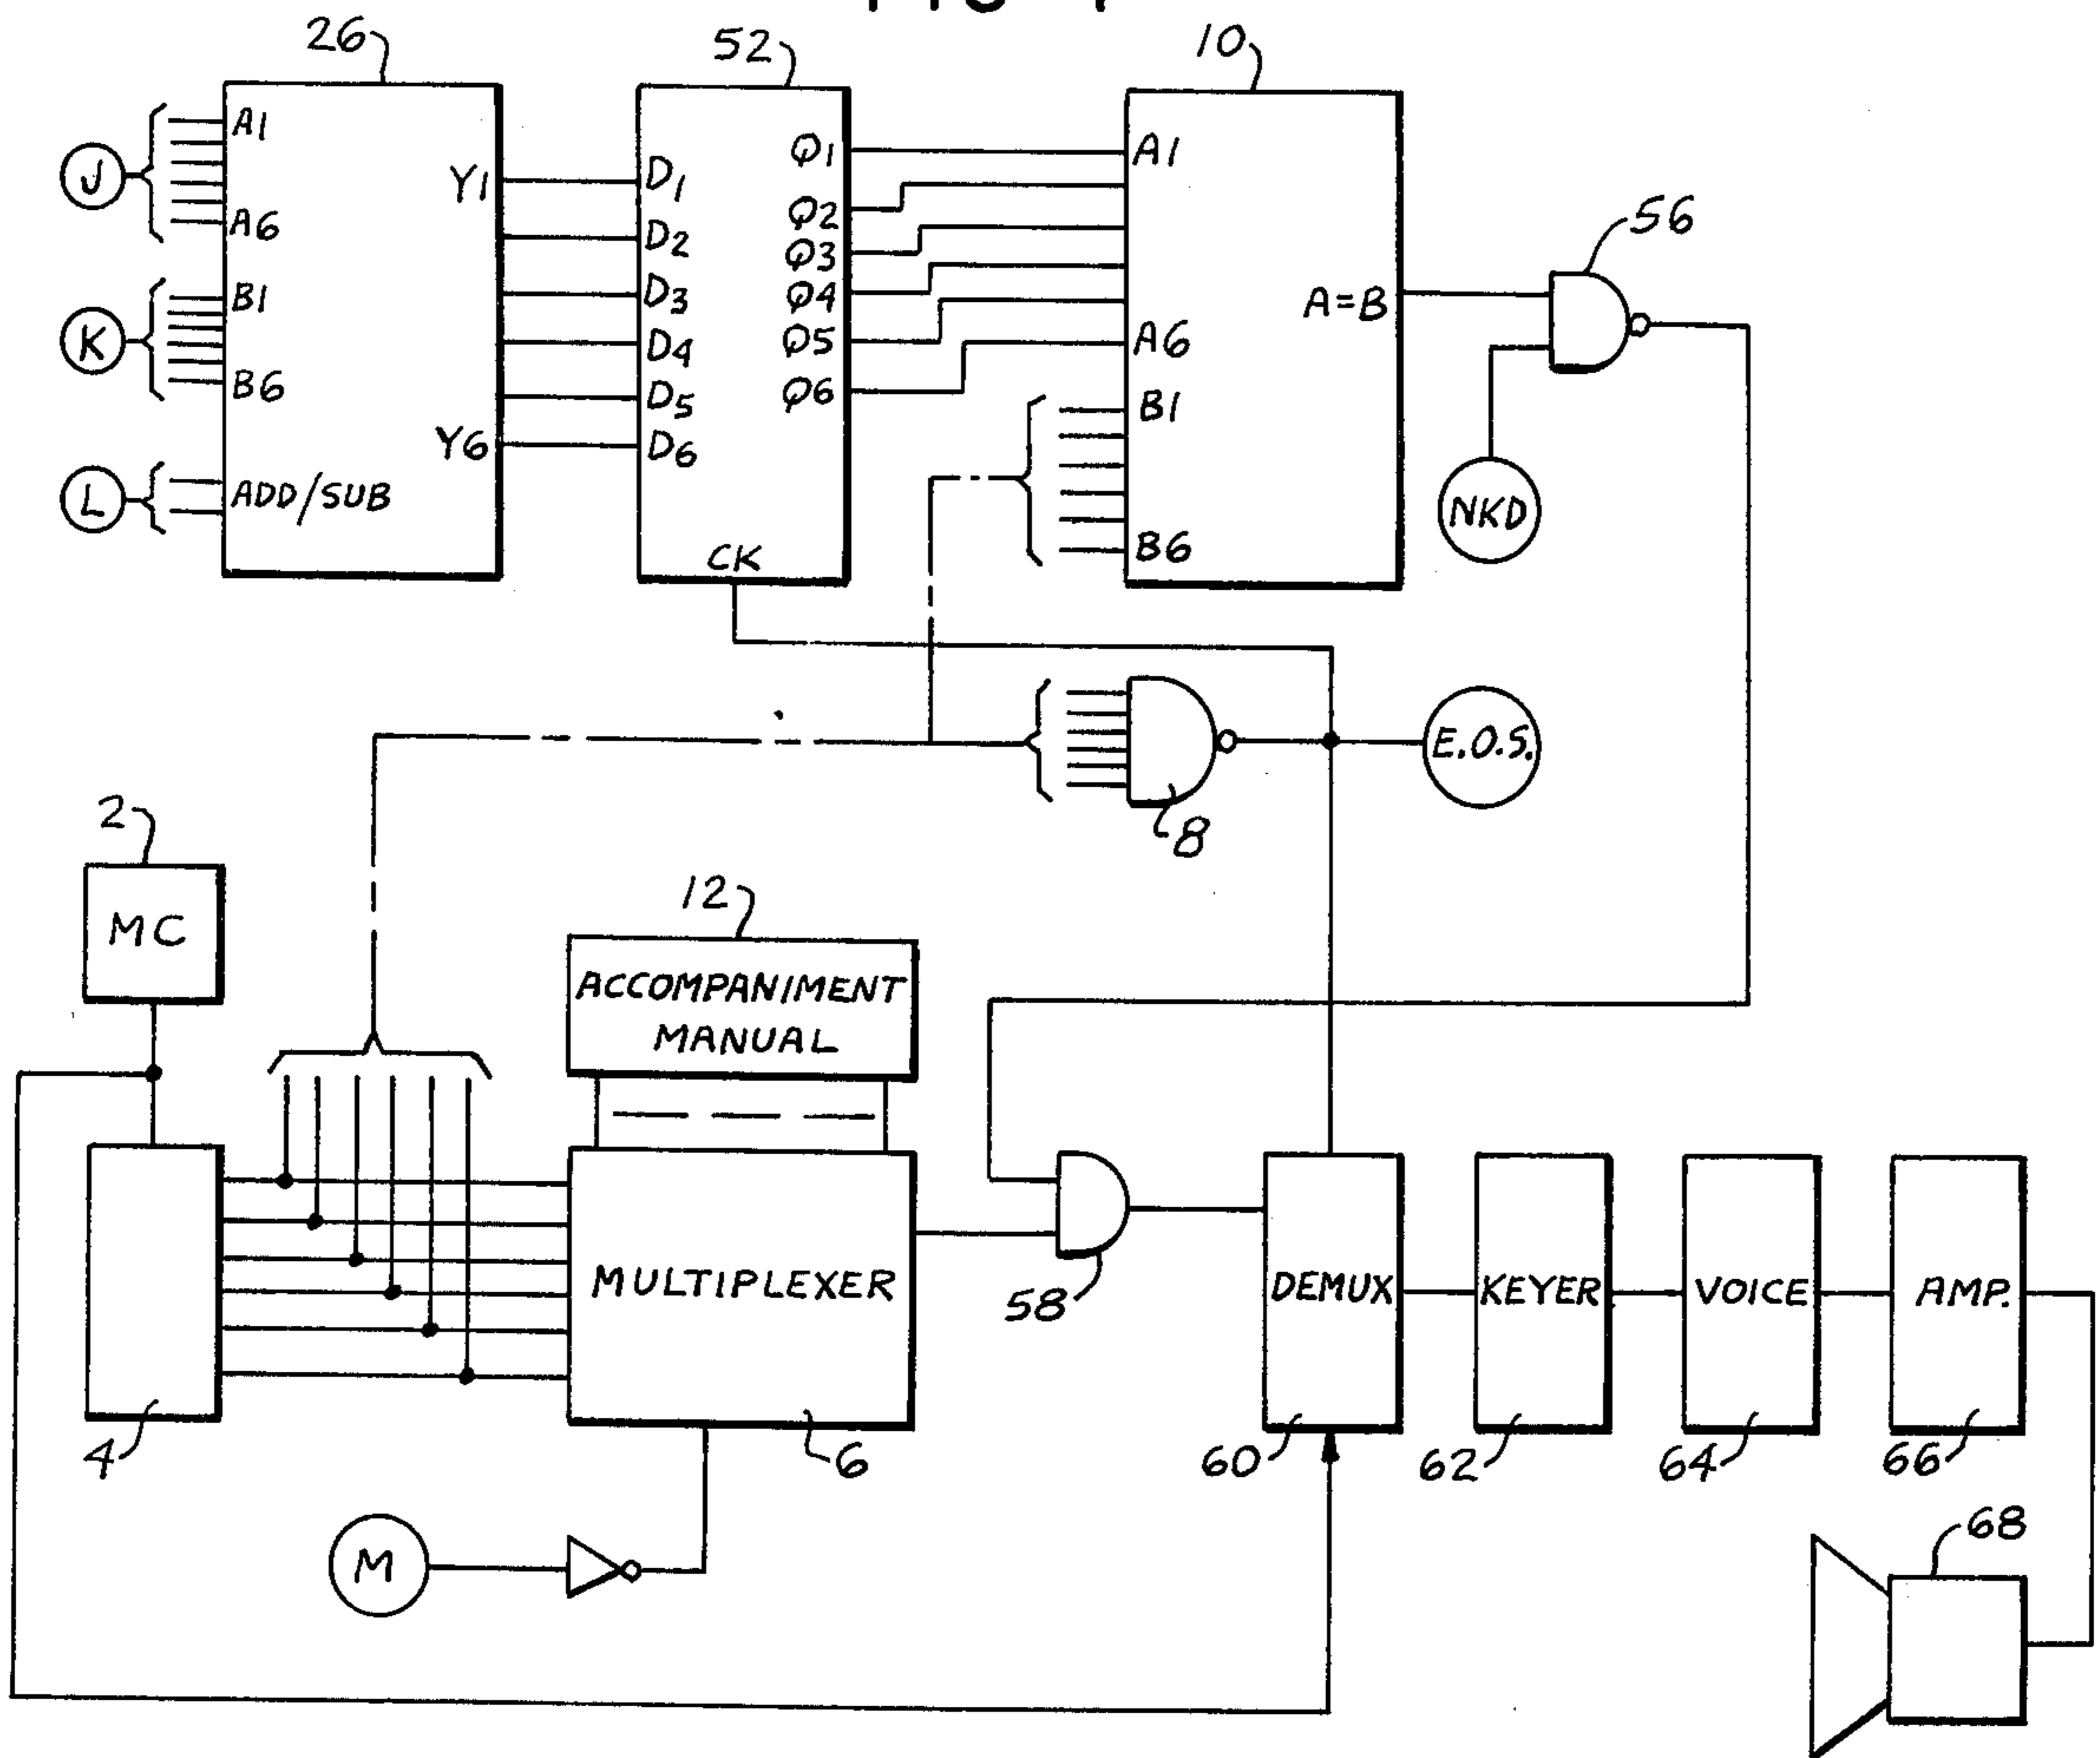 26
52
10
J
A1
A6
K
B1
B6
L
ADD/SUB
Y1
Y6
D1
D2
D3
D4
D5
D6
CK
Q1
Q2
Q3
Q4
Q5
Q6
A1
A6
B1
B6
A=B
56
NKD
8
E.O.S.
2
MC
12
ACCOMPANIMENT
MANUAL
4
MULTIPLEXER
6
58
DEMUX
KEYER
VOICE
AMP.
60
62
64
66
M
68